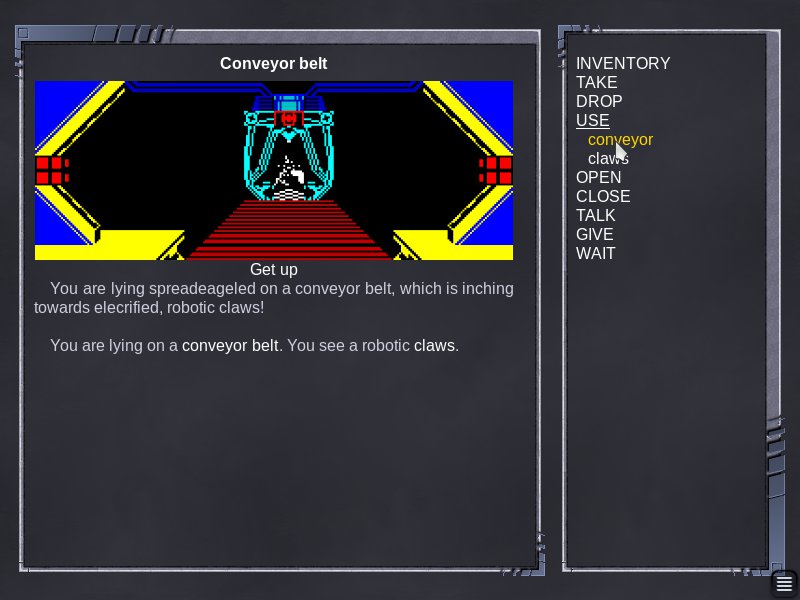 Conveyor belt
Get up
You are lying spreadeageled on a conveyor belt, which is inching
towards elecrified, robotic claws!
You are lying on a conveyor belt. You see a robotic claws.
INVENTORY
TAKE
DROP
USE
conveyor
claws
OPEN
CLOSE
TALK
GIVE
WAIT